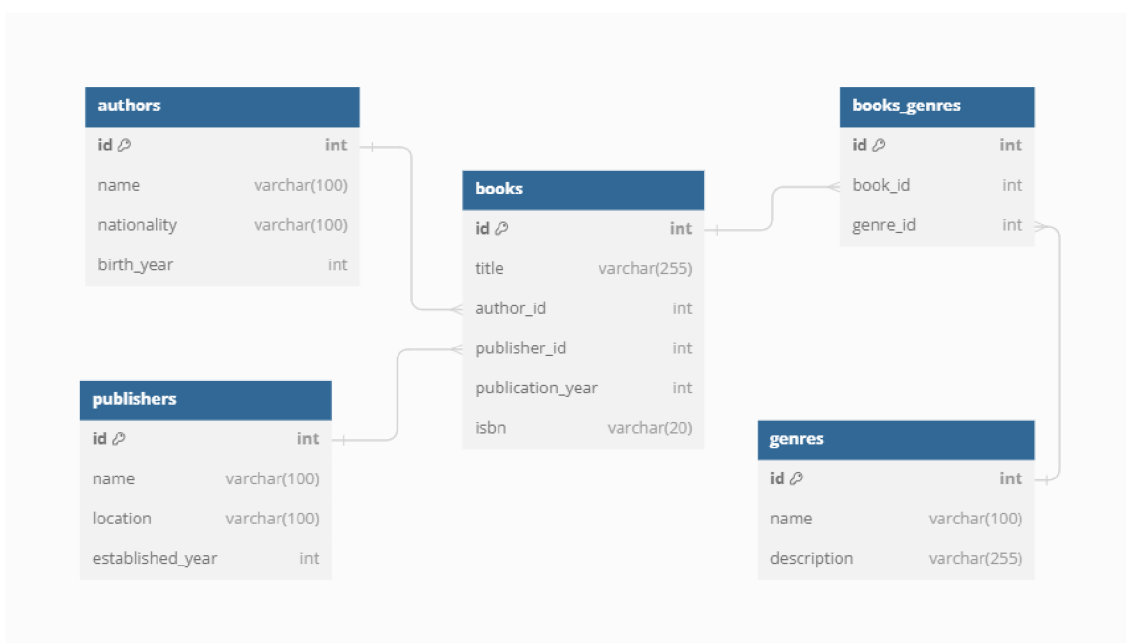 authors
id int
name varchar(100)
nationality varchar(100)
birth_year int
books
id int
title varchar(255)
author_id int
publisher_id int
publication_year int
isbn varchar(20)
books_genres
id int
book_id int
genre_id int
publishers
id int
name varchar(100)
location varchar(100)
established_year int
genres
id int
name varchar(100)
description varchar(255)